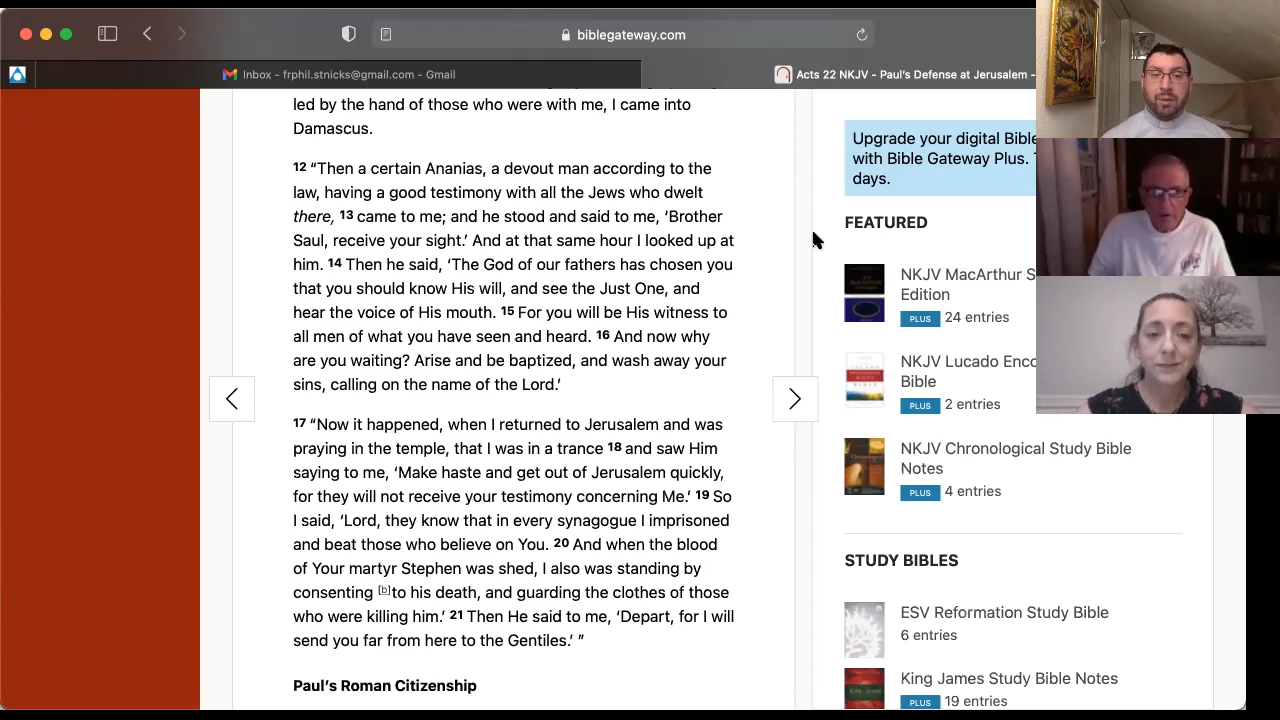 biblegateway.com
Inbox - frphil.stnicks@gmail.com - Gmail
Acts 22 NKJV - Paul's Defense at Jerusalem -
led by the hand of those who were with me, I came into
Damascus.
12 “Then a certain Ananias, a devout man according to the
law, having a good testimony with all the Jews who dwelt
there, 13 came to me; and he stood and said to me, ‘Brother
Saul, receive your sight.’ And at that same hour I looked up at
him. 14 Then he said, ‘The God of our fathers has chosen you
that you should know His will, and see the Just One, and
hear the voice of His mouth. 15 For you will be His witness to
all men of what you have seen and heard. 16 And now why
are you waiting? Arise and be baptized, and wash away your
sins, calling on the name of the Lord.’
17 “Now it happened, when I returned to Jerusalem and was
praying in the temple, that I was in a trance 18 and saw Him
saying to me, ‘Make haste and get out of Jerusalem quickly,
for they will not receive your testimony concerning Me.’ 19 So
I said, ‘Lord, they know that in every synagogue I imprisoned
and beat those who believe on You. 20 And when the blood
of Your martyr Stephen was shed, I also was standing by
consenting [b]to his death, and guarding the clothes of those
who were killing him.’ 21 Then He said to me, ‘Depart, for I will
send you far from here to the Gentiles.’ ”
Paul’s Roman Citizenship
Upgrade your digital Bible
with Bible Gateway Plus.
days.
FEATURED
NKJV MacArthur S
Edition
PLUS 24 entries
NKJV Lucado Enco
Bible
PLUS 2 entries
NKJV Chronological Study Bible
Notes
PLUS 4 entries
STUDY BIBLES
ESV Reformation Study Bible
6 entries
King James Study Bible Notes
PLUS 19 entries